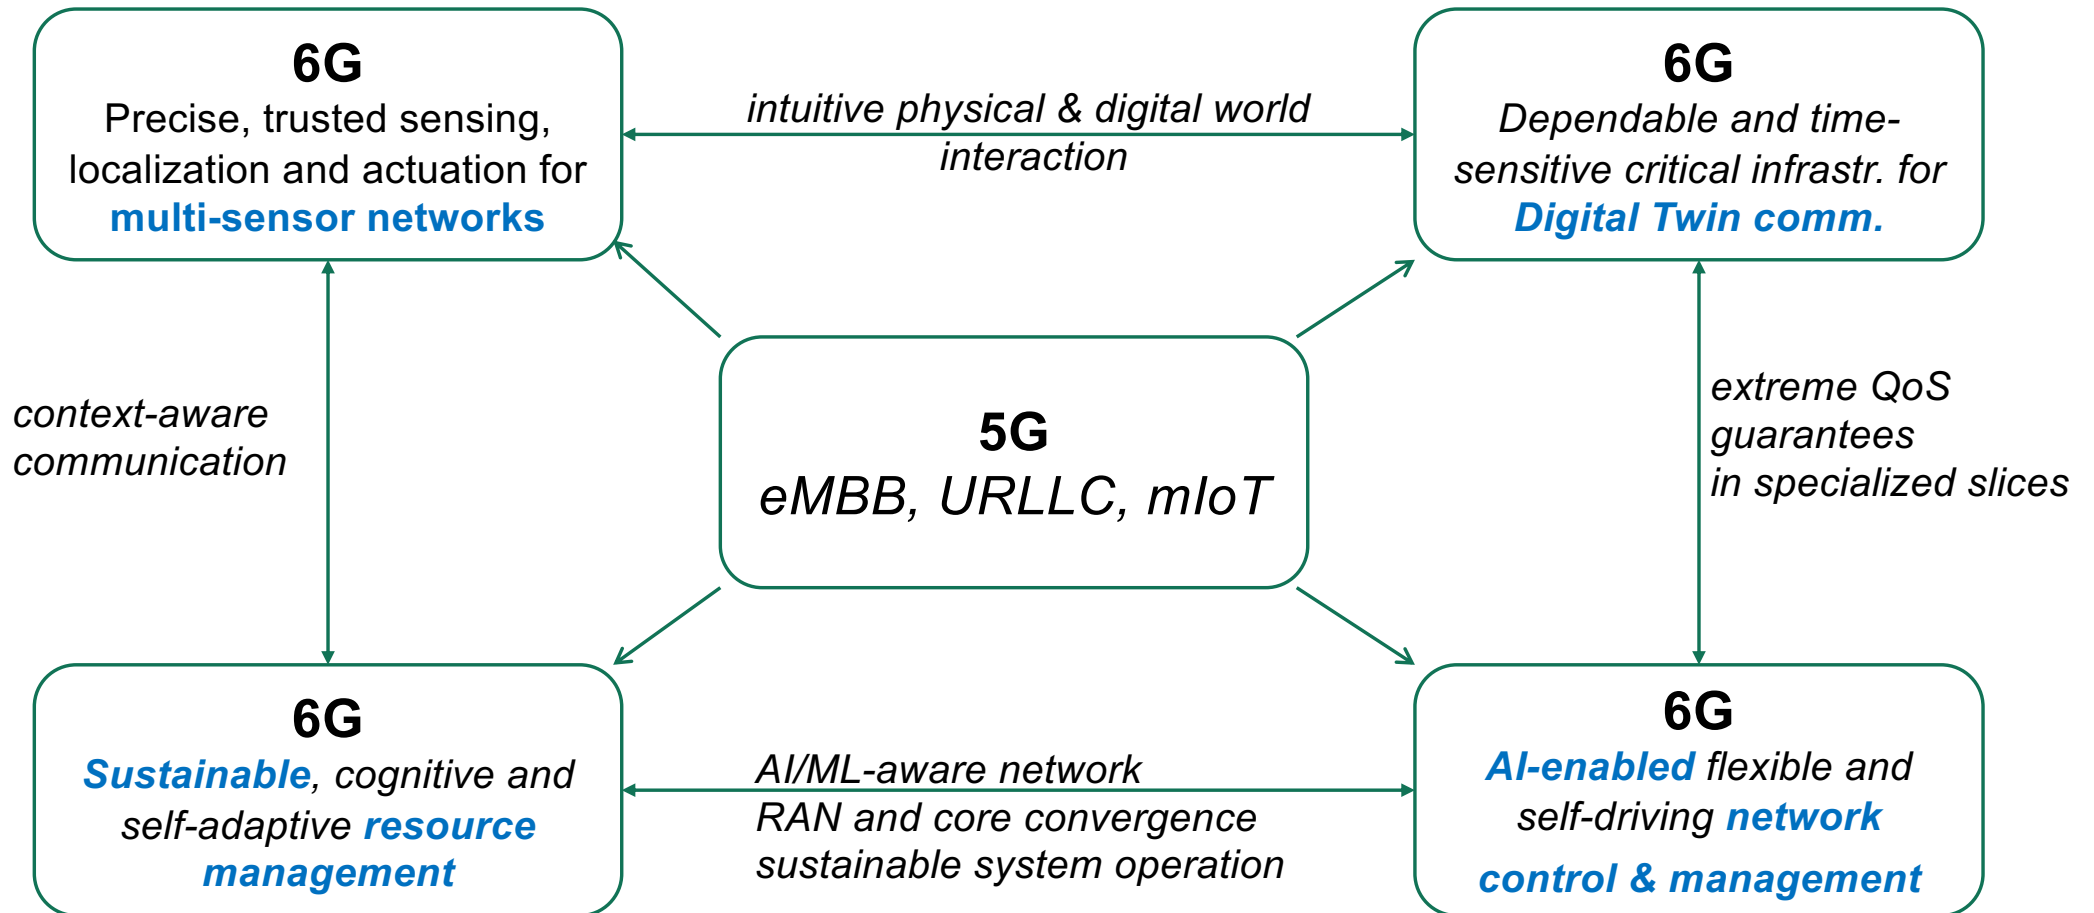 6G
Precise, trusted sensing,
localization and actuation for
multi-sensor networks
intuitive physical & digital world
interaction
6G
Dependable and time-
sensitive critical infrastr. for
Digital Twin comm.
context-aware
communication
5G
eMBB, URLLC, mIoT
extreme QoS
guarantees
in specialized slices
6G
Sustainable, cognitive and
self-adaptive resource
management
AI/ML-aware network
RAN and core convergence
sustainable system operation
6G
AI-enabled flexible and
self-driving network
control & management